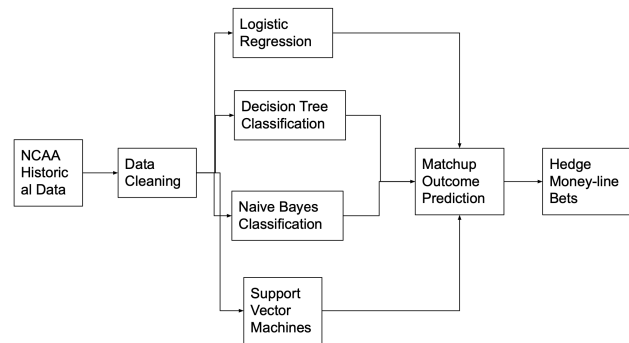 NCAA
Historic
al Data
Data
Cleaning
Logistic
Regression
Decision Tree
Classification
Naive Bayes
Classification
Support
Vector
Machines
Matchup
Outcome
Prediction
Hedge
Money-line
Bets